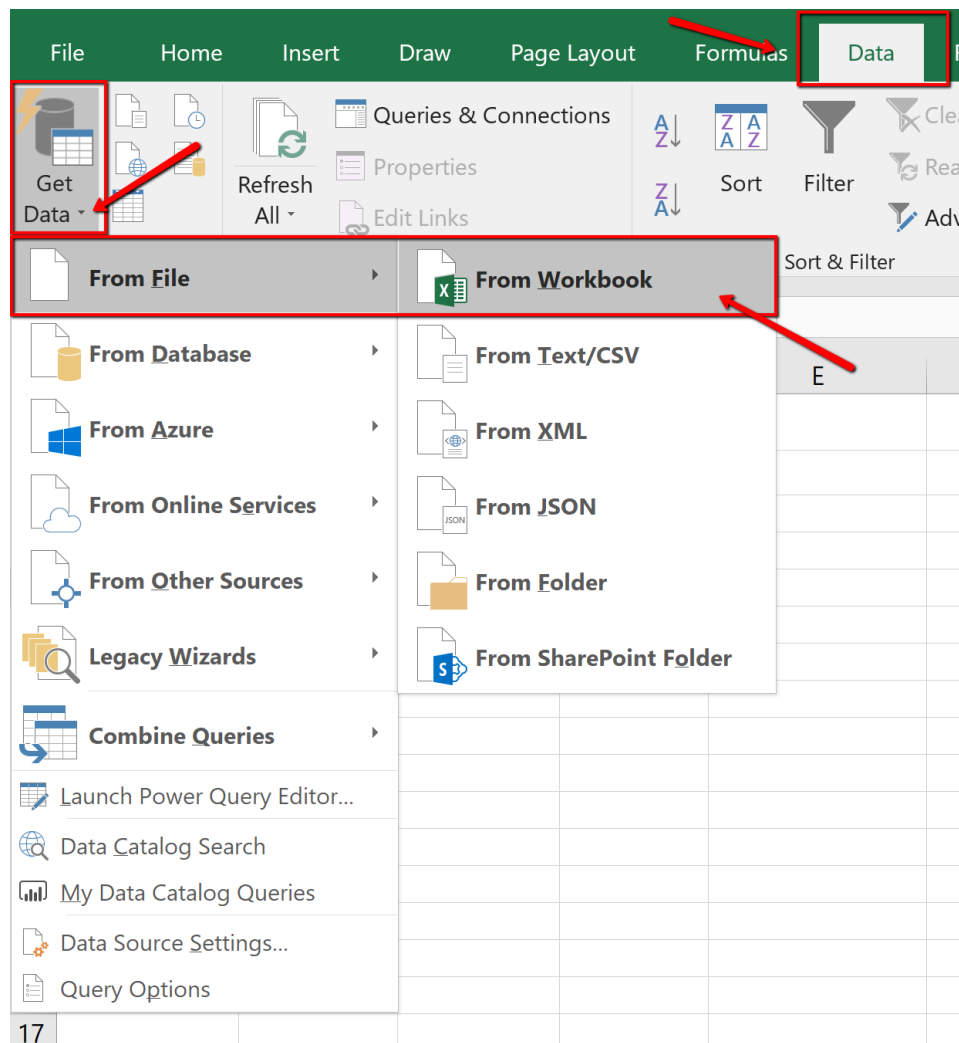 File Home Insert Draw Page Layout Formulas Data
Get Data
Refresh All
Queries & Connections
Properties
Edit Links
A Z
Z A
Z A A Z
Sort
Filter
Sort & Filter
From File
From Database
From Azure
From Online Services
From Other Sources
Legacy Wizards
Combine Queries
Launch Power Query Editor...
Data Catalog Search
My Data Catalog Queries
Data Source Settings...
Query Options
From Workbook
From Text/CSV
From XML
JSON
From JSON
From Folder
From SharePoint Folder
E
17